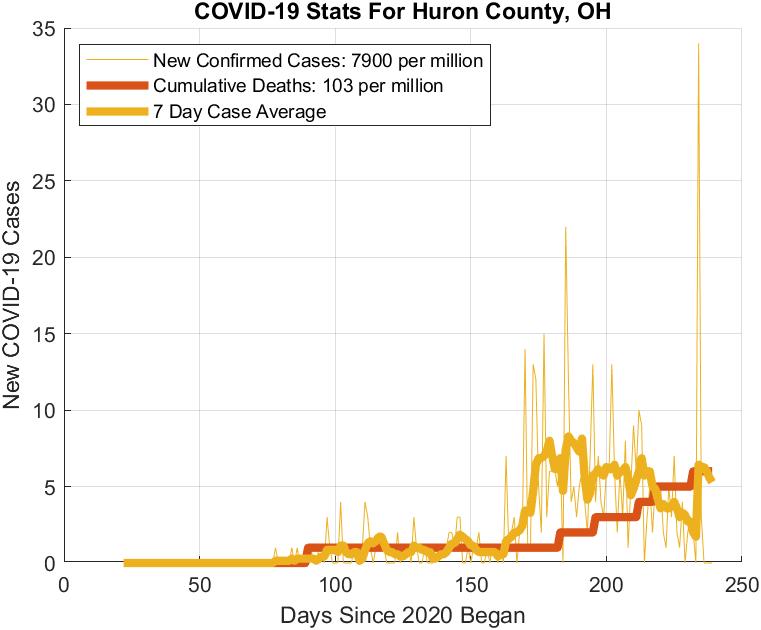 COVID-19 Stats For Huron County, OH
New Confirmed Cases: 7900 per million
Cumulative Deaths: 103 per million
7 Day Case Average
New COVID-19 Cases
35
30
25
20
15
10
5
0
0 50 100 150 200 250
Days Since 2020 Began